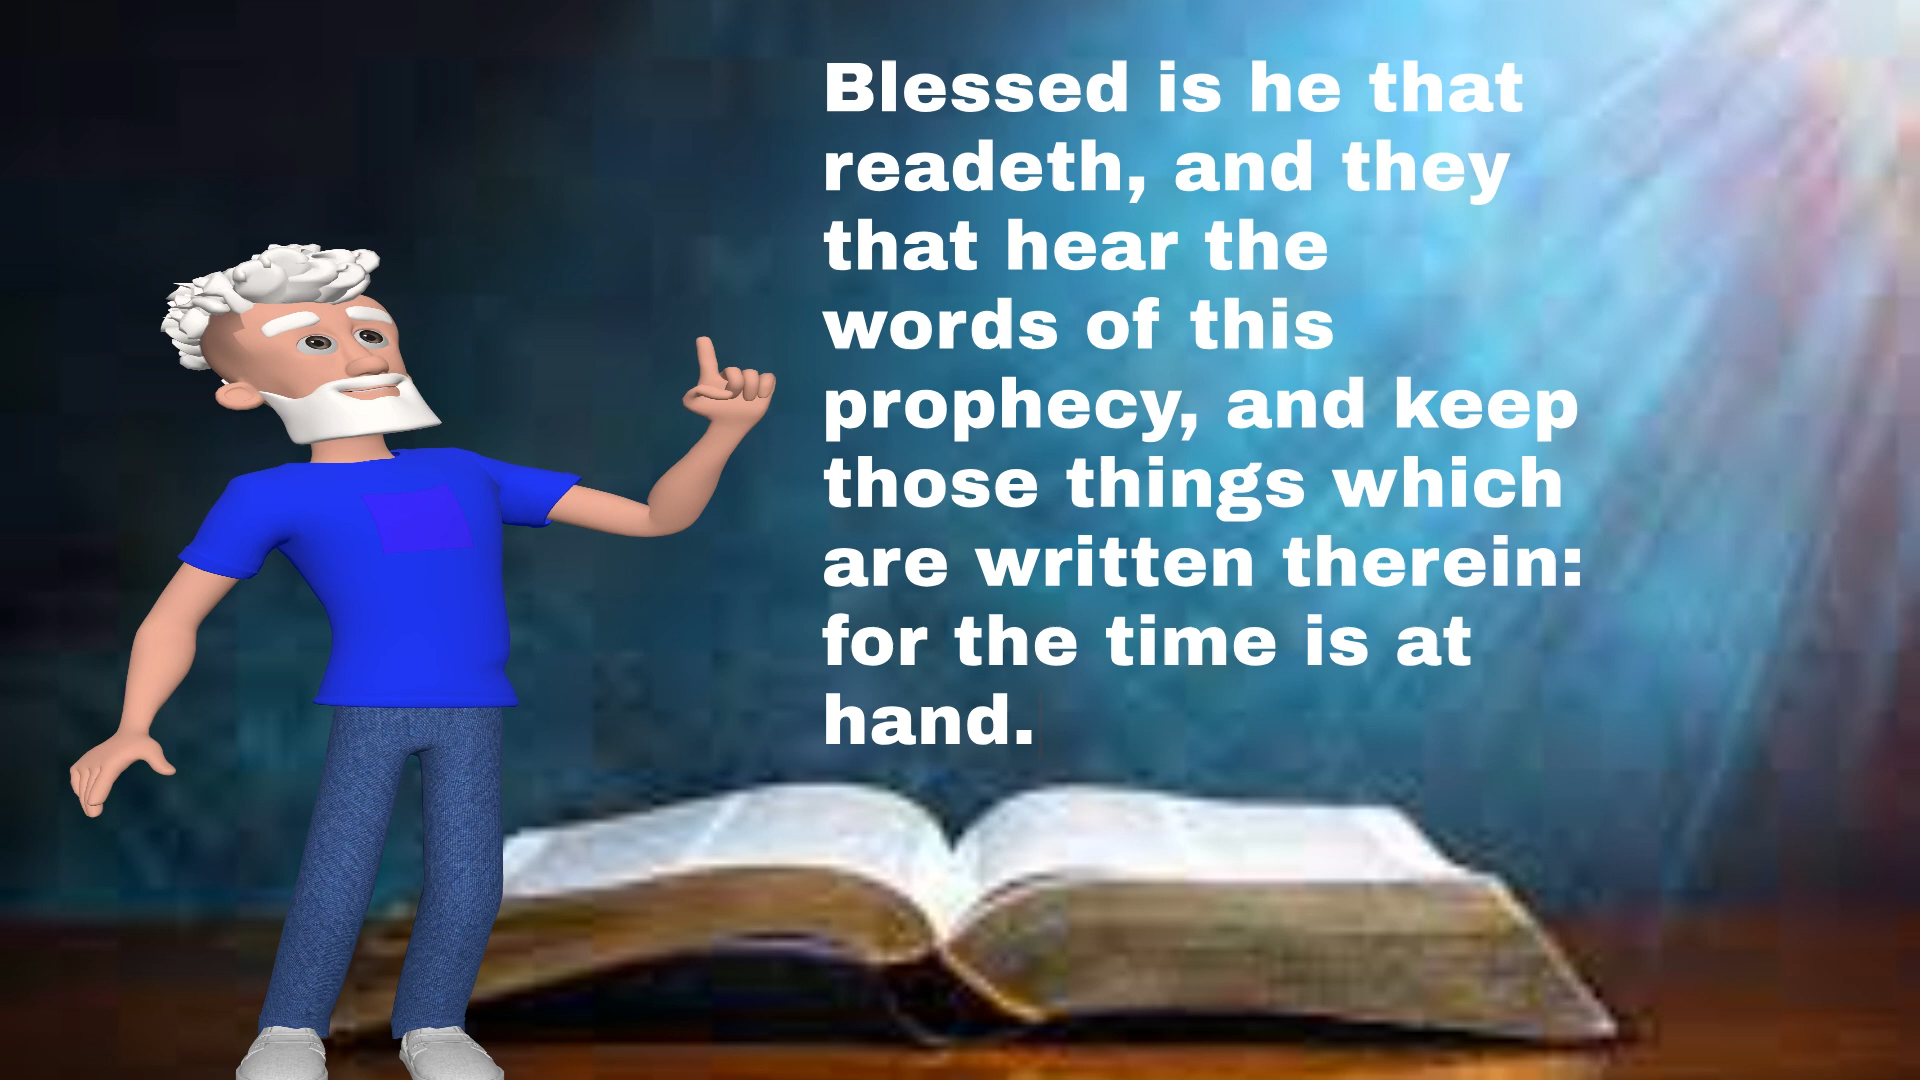 Blessed is he that
readeth, and they
that hear the
words of this
prophecy, and keep
those things which
are written therein:
for the time is at
hand.